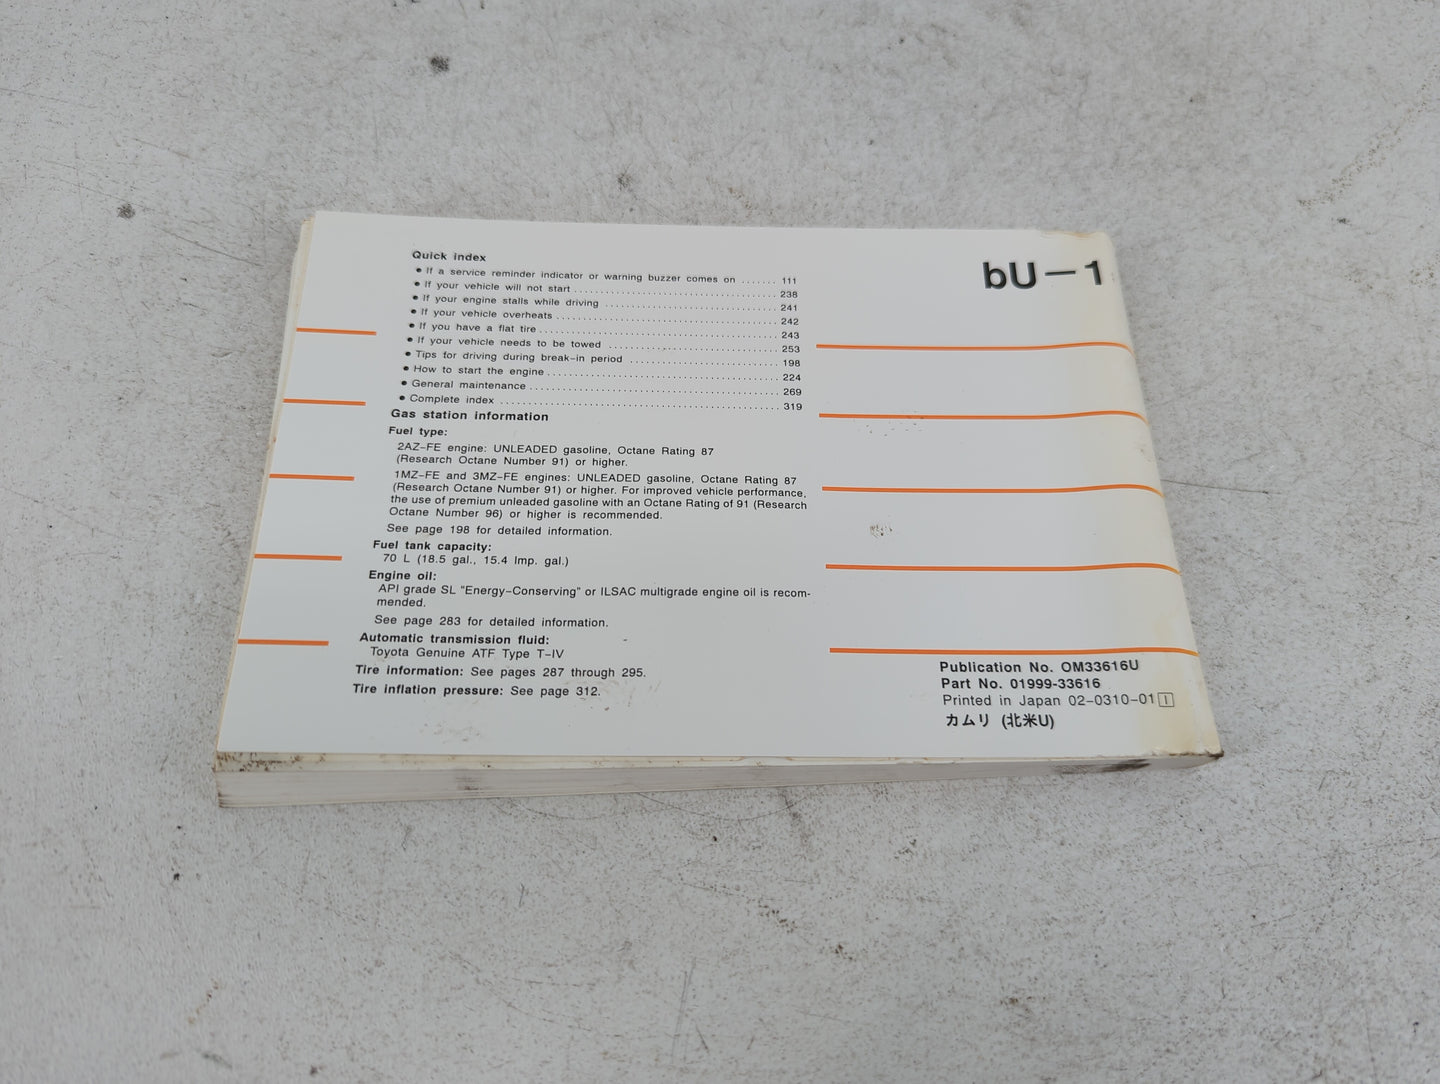 Quick index
● If a service reminder indicator or warning buzzer comes on ....... 111
● If your vehicle will not start ........................................ 238
● If your engine stalls while driving .................................. 241
● If your vehicle overheats ............................................ 242
● If you have a flat tire ................................................ 243
● If your vehicle needs to be towed .................................. 253
● Tips for driving during break–in period ............................. 198
● How to start the engine .............................................. 224
● General maintenance ................................................. 269
● Complete index ....................................................... 319
Gas station information
Fuel type:
2AZ–FE engine: UNLEADED gasoline, Octane Rating 87
(Research Octane Number 91) or higher.
1MZ–FE and 3MZ–FE engines: UNLEADED gasoline, Octane Rating 87
(Research Octane Number 91) or higher. For improved vehicle performance,
the use of premium unleaded gasoline with an Octane Rating of 91 (Research
Octane Number 96) or higher is recommended.
See page 198 for detailed information.
Fuel tank capacity:
70 L (18.5 gal., 15.4 Imp. gal.)
Engine oil:
API grade SL "Energy–Conserving" or ILSAC multigrade engine oil is recom-
mended.
See page 283 for detailed information.
Automatic transmission fluid:
Toyota Genuine ATF Type T–IV
Tire information: See pages 287 through 295.
Tire inflation pressure: See page 312.
bU－1
Publication No. OM33616U
Part No. 01999-33616
Printed in Japan 02–0310–01 I
カムリ (北米U)